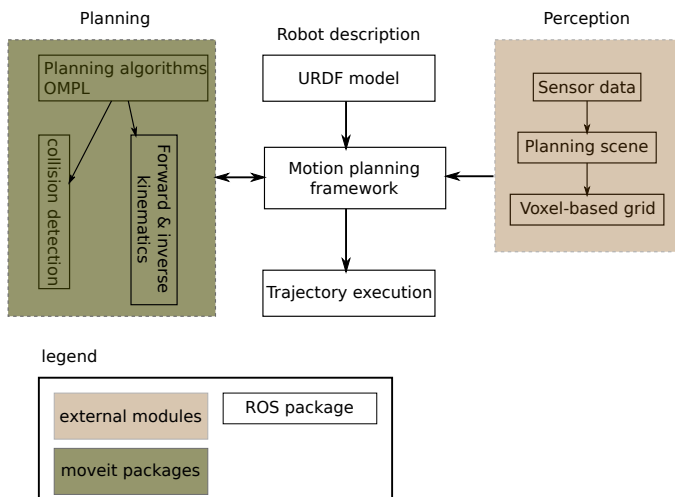 Planning
Robot description
Perception
Planning algorithms
OMPL
collision detection
Forward & inverse
kinematics
URDF model
Motion planning
framework
Trajectory execution
Sensor data
Planning scene
Voxel-based grid
legend
external modules
ROS package
moveit packages